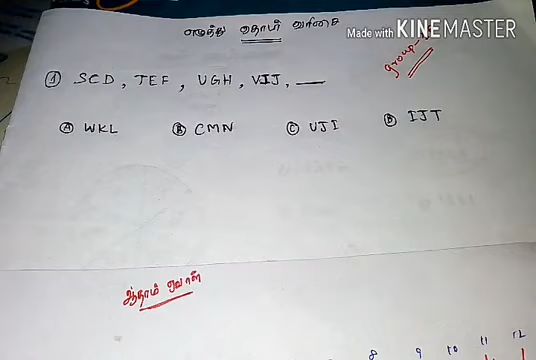 Made with KINEMASTER
எழுத்து தொடர் வரிசை
group-
① SCD, TEF, UGH, VIJ, ___
Ⓐ WKL Ⓑ CMN Ⓒ UJI Ⓓ IJT
8 9 10 11 12